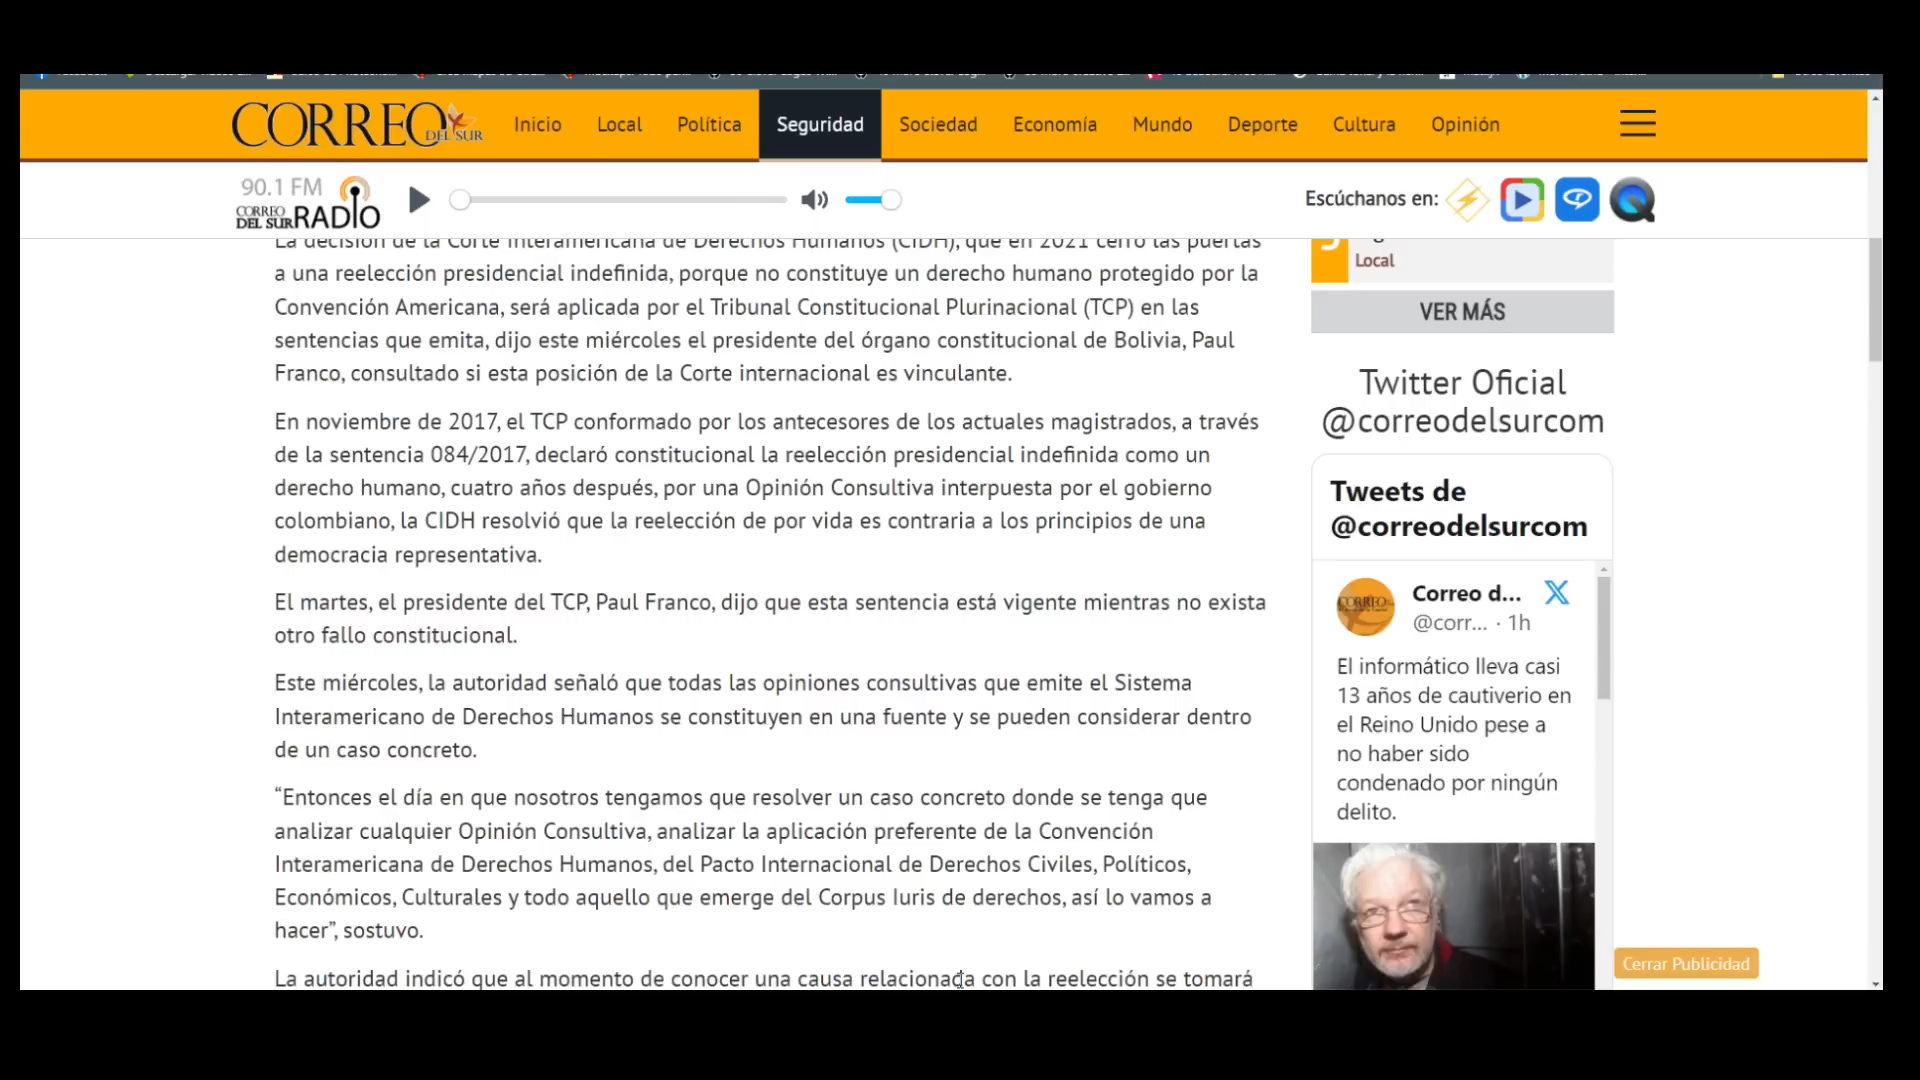 CORREO DEL SUR
Inicio
Local
Política
Seguridad
Sociedad
Economía
Mundo
Deporte
Cultura
Opinión
90.1 FM
CORREO
DEL SUR RADIO
Escúchanos en:
La decisión de la Corte Interamericana de Derechos Humanos (CIDH), que en 2021 cerró las puertas
a una reelección presidencial indefinida, porque no constituye un derecho humano protegido por la
Convención Americana, será aplicada por el Tribunal Constitucional Plurinacional (TCP) en las
sentencias que emita, dijo este miércoles el presidente del órgano constitucional de Bolivia, Paul
Franco, consultado si esta posición de la Corte internacional es vinculante.
En noviembre de 2017, el TCP conformado por los antecesores de los actuales magistrados, a través
de la sentencia 084/2017, declaró constitucional la reelección presidencial indefinida como un
derecho humano, cuatro años después, por una Opinión Consultiva interpuesta por el gobierno
colombiano, la CIDH resolvió que la reelección de por vida es contraria a los principios de una
democracia representativa.
El martes, el presidente del TCP, Paul Franco, dijo que esta sentencia está vigente mientras no exista
otro fallo constitucional.
Este miércoles, la autoridad señaló que todas las opiniones consultivas que emite el Sistema
Interamericano de Derechos Humanos se constituyen en una fuente y se pueden considerar dentro
de un caso concreto.
“Entonces el día en que nosotros tengamos que resolver un caso concreto donde se tenga que
analizar cualquier Opinión Consultiva, analizar la aplicación preferente de la Convención
Interamericana de Derechos Humanos, del Pacto Internacional de Derechos Civiles, Políticos,
Económicos, Culturales y todo aquello que emerge del Corpus Iuris de derechos, así lo vamos a
hacer”, sostuvo.
La autoridad indicó que al momento de conocer una causa relacionada con la reelección se tomará
5
Local
VER MÁS
Twitter Oficial
@correodelsurcom
Tweets de
@correodelsurcom
Correo d...
@corr... · 1h
El informático lleva casi
13 años de cautiverio en
el Reino Unido pese a
no haber sido
condenado por ningún
delito.
Cerrar Publicidad